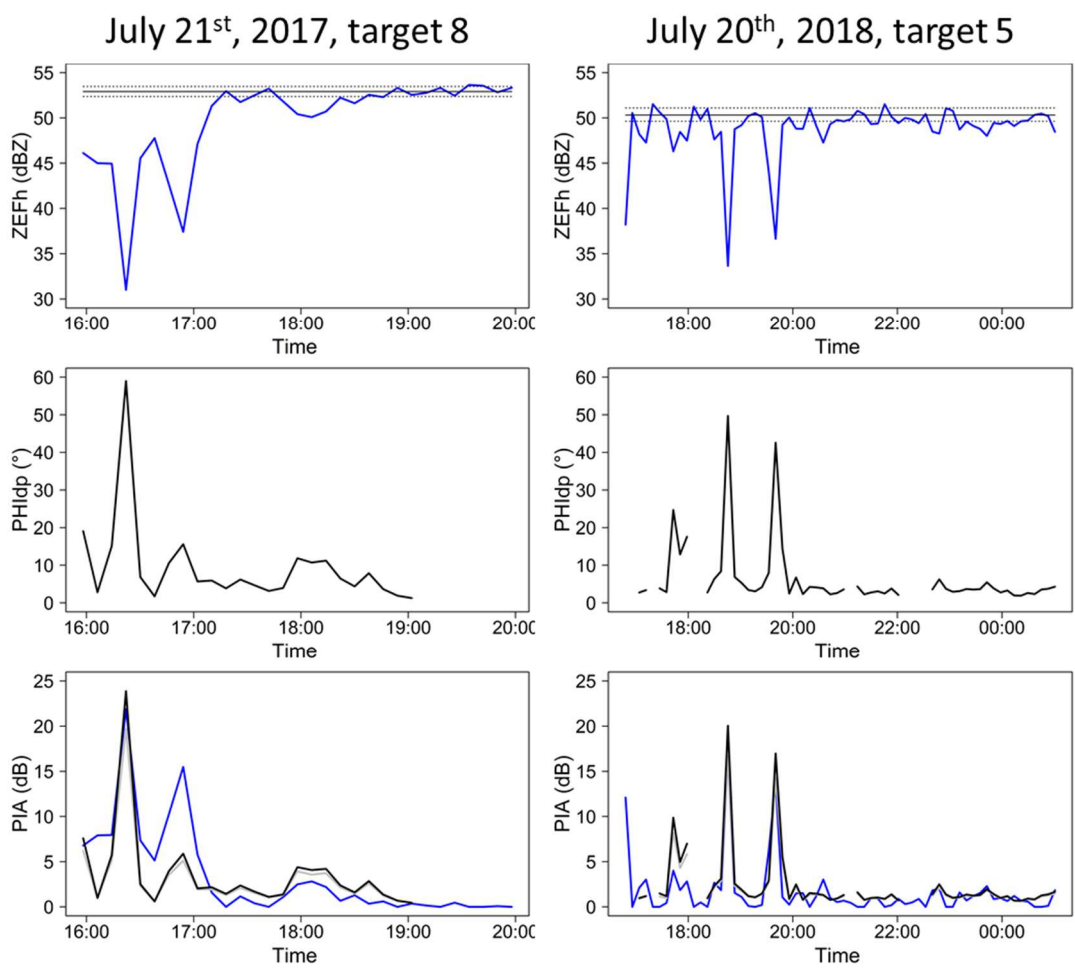 July 21st, 2017, target 8
July 20th, 2018, target 5
55
50
45
40
35
30
ZEFh (dBZ)
16:00 17:00 18:00 19:00 20:00
Time
55
50
45
40
35
30
ZEFh (dBZ)
18:00 20:00 22:00 00:00
Time
60
50
40
30
20
10
0
PHIdp (°)
16:00 17:00 18:00 19:00 20:00
Time
60
50
40
30
20
10
0
PHIdp (°)
18:00 20:00 22:00 00:00
Time
25
20
15
10
5
0
PIA (dB)
16:00 17:00 18:00 19:00 20:00
Time
25
20
15
10
5
0
PIA (dB)
18:00 20:00 22:00 00:00
Time